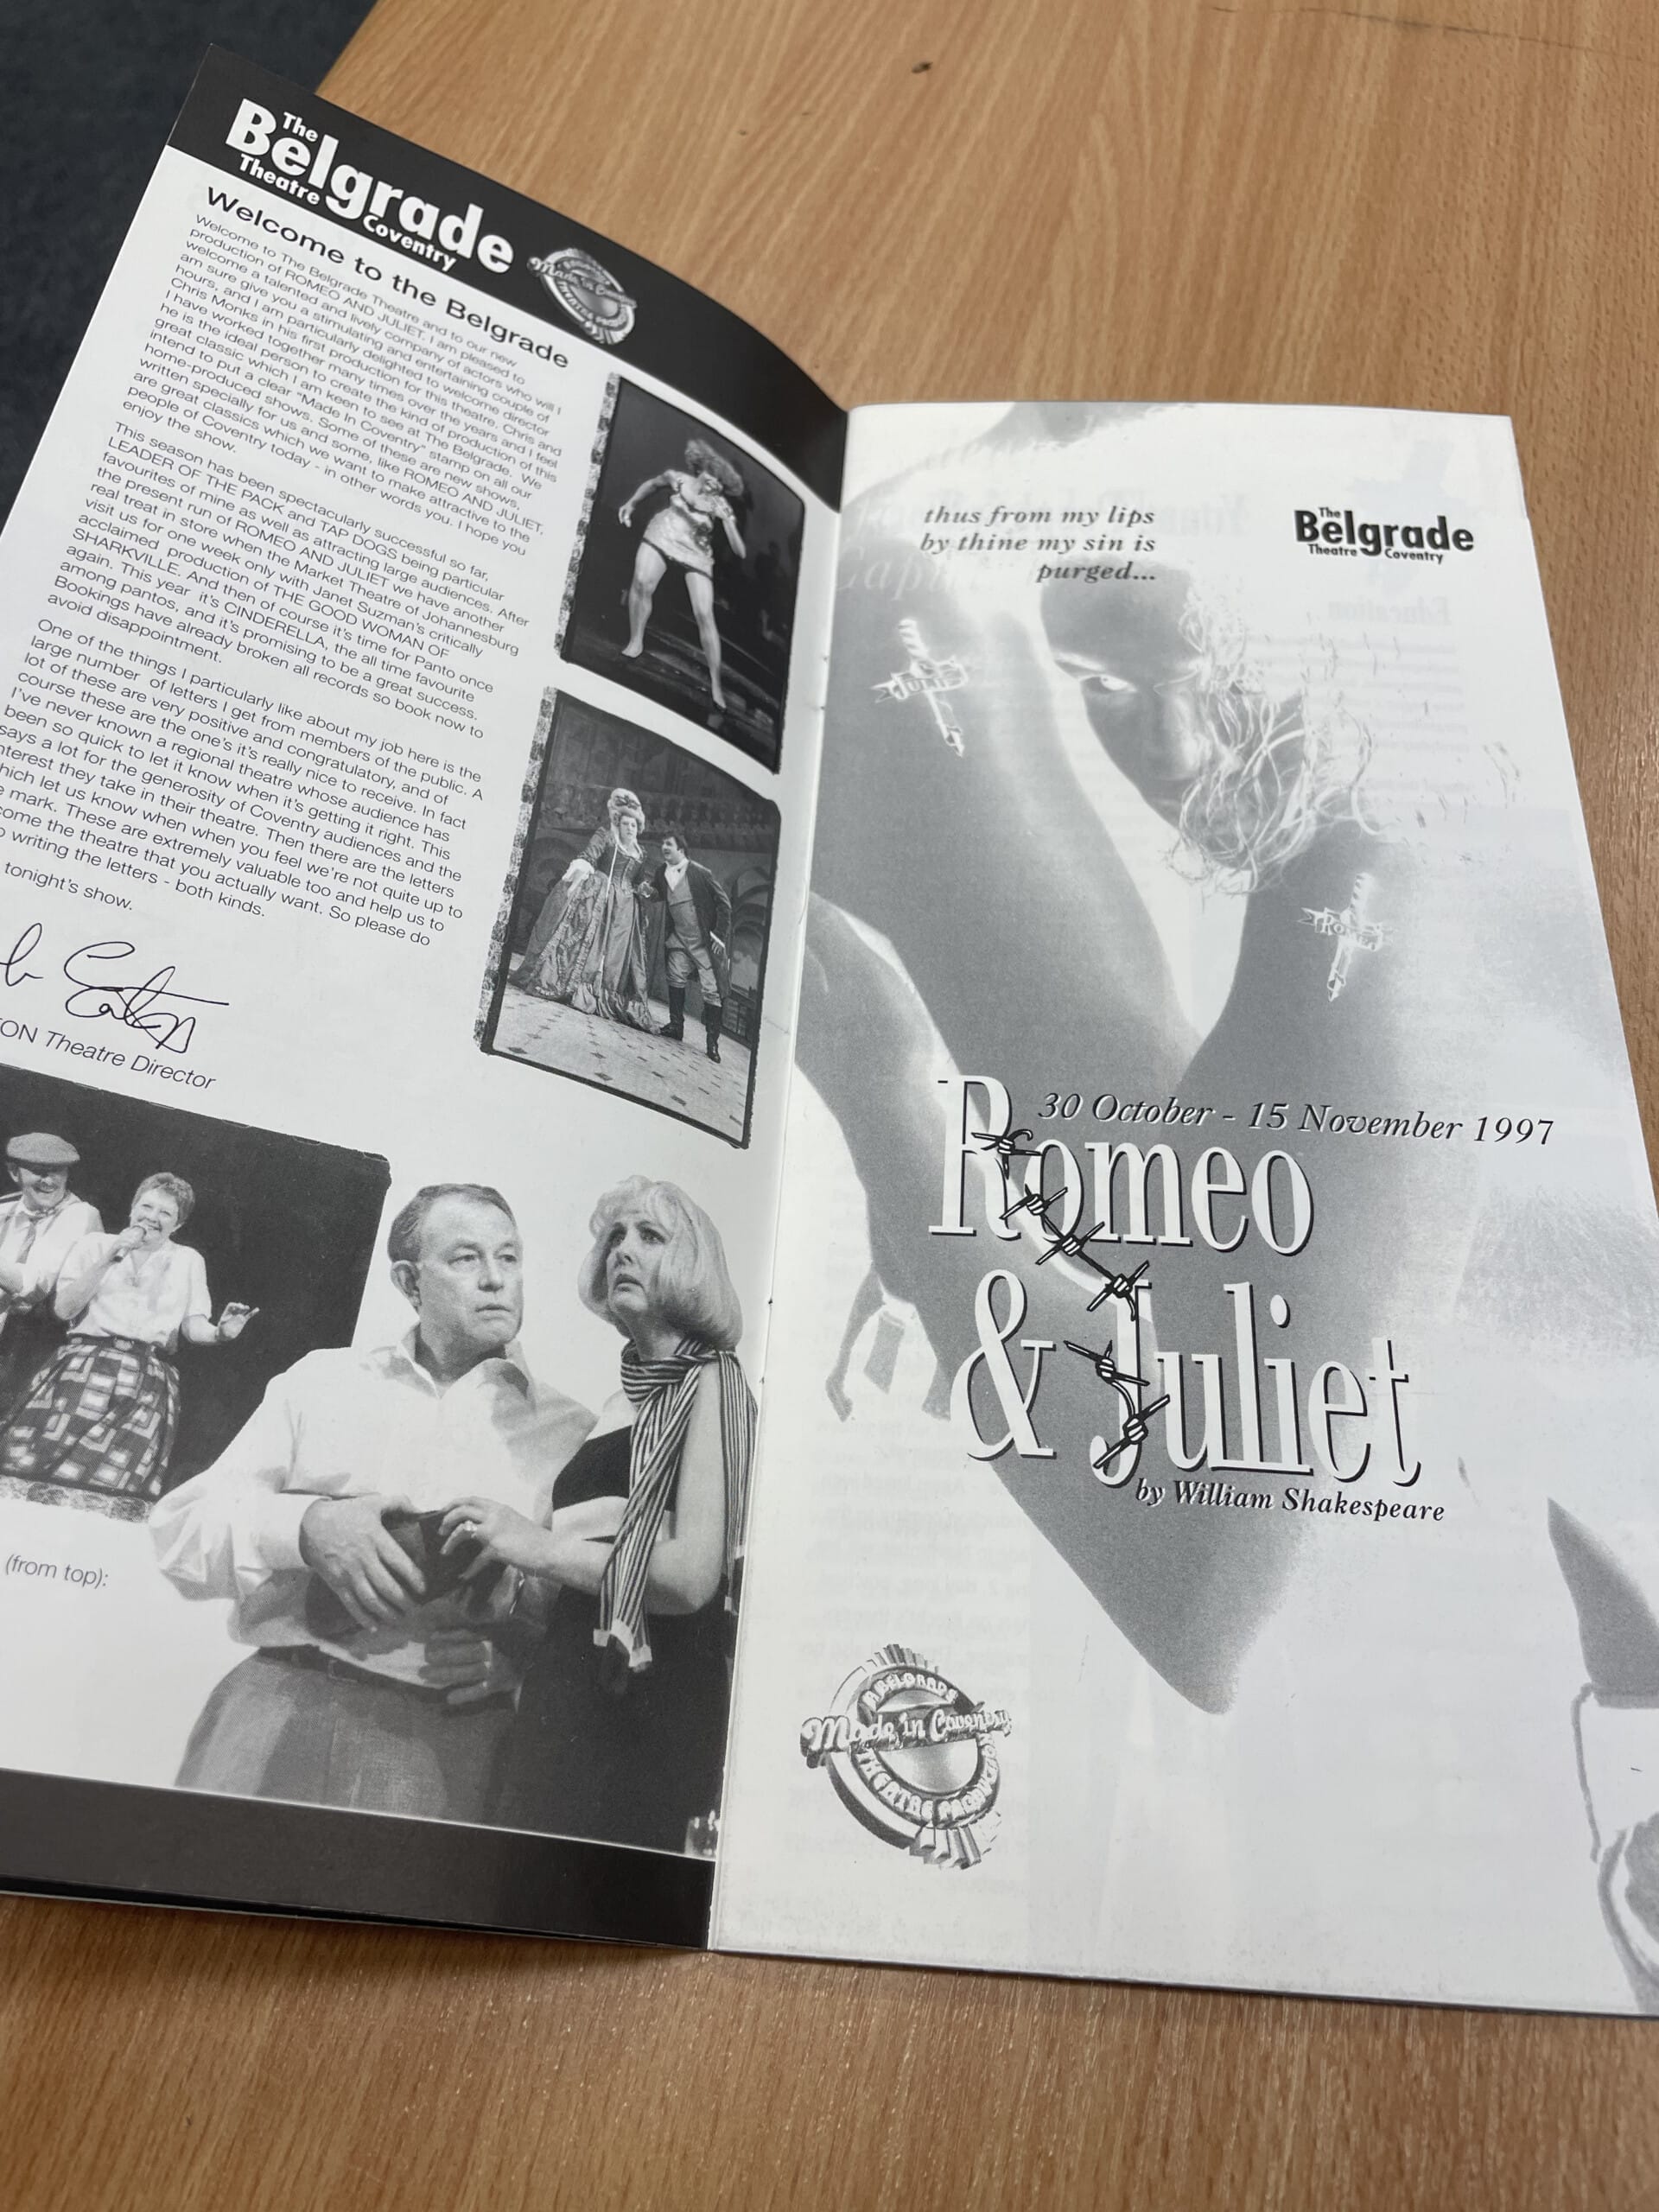 The
Belgrade
Theatre Coventry
Welcome to the Belgrade
Welcome to The Belgrade Theatre and to our new
production of ROMEO AND JULIET. I am pleased to
welcome a talented and lively company of actors who will I
am sure give you a stimulating and entertaining couple of
hours, and I am particularly delighted to welcome director
Chris Monks in his first production for this theatre. Chris and
I have worked together many times over the years and I feel
he is the ideal person to create the kind of production of this
great classic which I am keen to see at The Belgrade. We
intend to put a clear "Made In Coventry" stamp on all our
home-produced shows. Some of these are new shows,
written specially for us and some, like ROMEO AND JULIET,
are great classics which we want to make attractive to the
people of Coventry today - in other words you. I hope you
enjoy the show.
This season has been spectacularly successful so far,
LEADER OF THE PACK and TAP DOGS being particular
favourites of mine as well as attracting large audiences. After
the present run of ROMEO AND JULIET we have another
real treat in store when the Market Theatre of Johannesburg
visit us for one week only with Janet Suzman's critically
acclaimed production of THE GOOD WOMAN OF
SHARKVILLE. And then of course it's time for Panto once
again. This year it's CINDERELLA, the all time favourite
among pantos, and it's promising to be a great success.
Bookings have already broken all records so book now to
avoid disappointment.
One of the things I particularly like about my job here is the
large number of letters I get from members of the public. A
lot of these are very positive and congratulatory, and of
course these are the one's it's really nice to receive. In fact
I've never known a regional theatre whose audience has
been so quick to let it know when it's getting it right. This
says a lot for the generosity of Coventry audiences and the
nterest they take in their theatre. Then there are the letters
hich let us know when when you feel we're not quite up to
e mark. These are extremely valuable too and help us to
come the theatre that you actually want. So please do
o writing the letters - both kinds.
tonight's show.
ON Theatre Director
(from top):
thus from my lips
by thine my sin is
purged...
The
Belgrade
Theatre Coventry
JULIE
ROMEO
30 October - 15 November 1997
Romeo
& Juliet
by William Shakespeare
A BELGRADE
Made in Coventry
THEATRE PRODUCTION